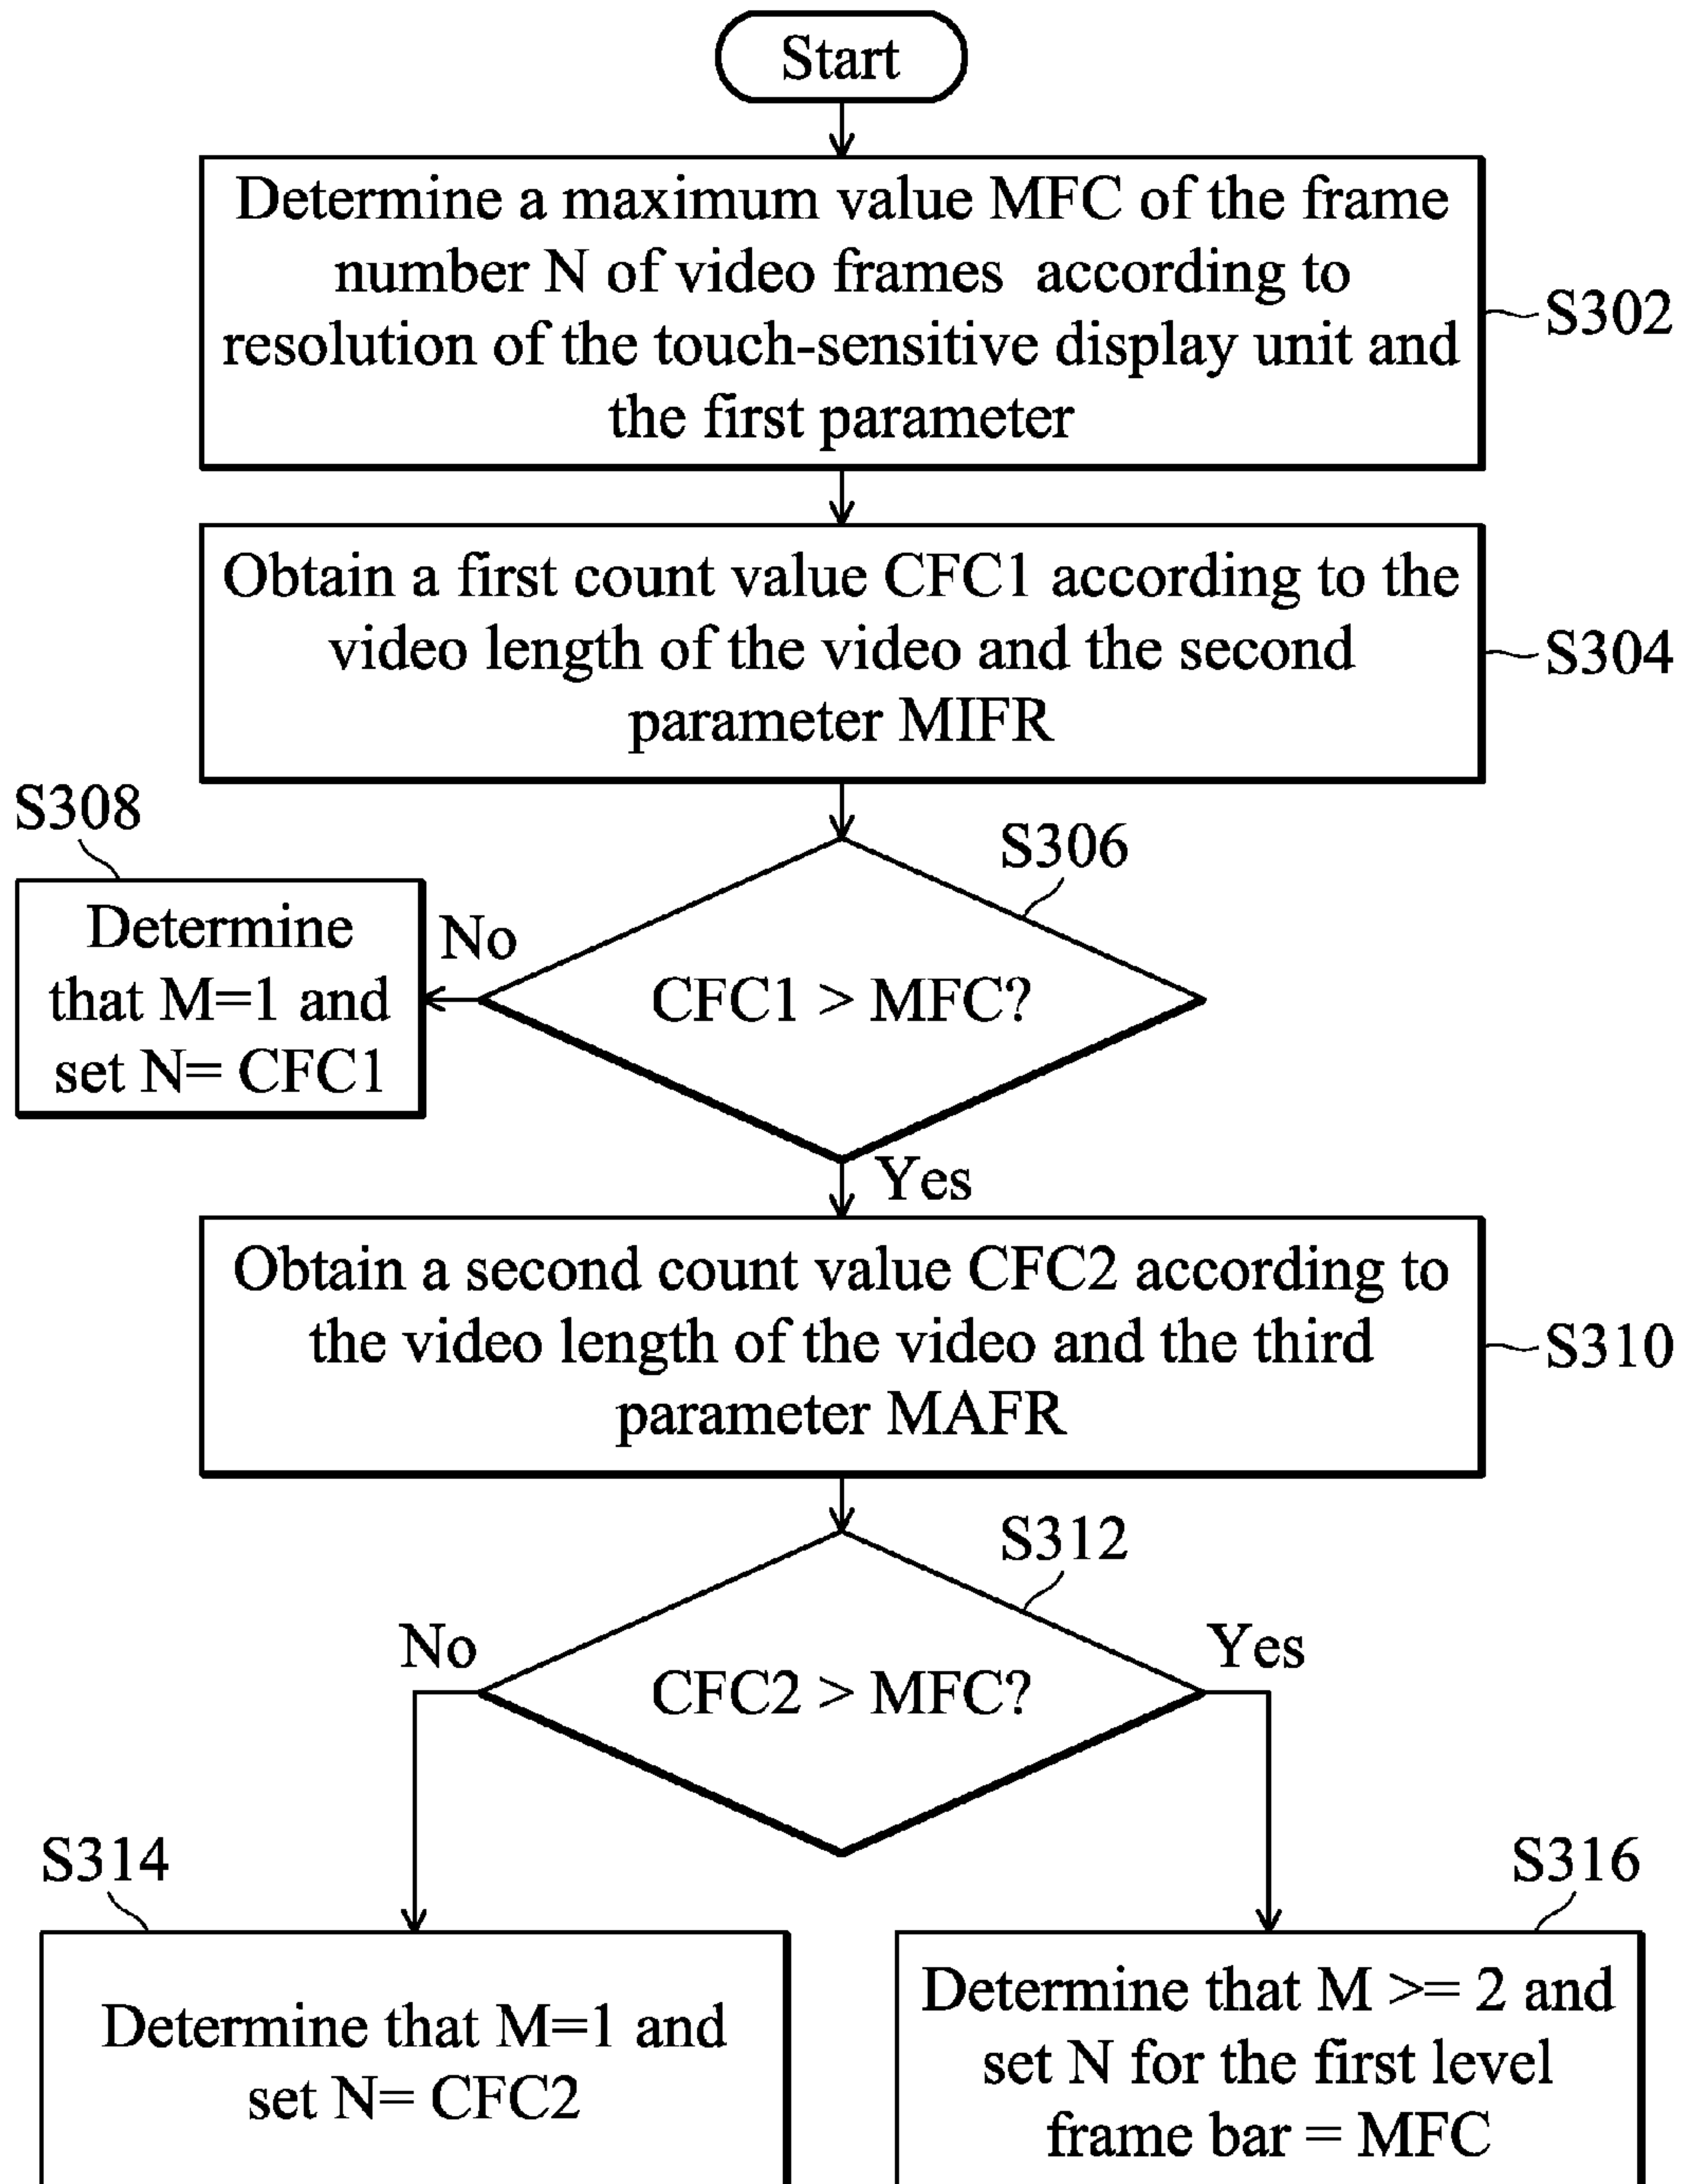 Start
Determine a maximum value MFC of the frame
number N of video frames according to
resolution of the touch-sensitive display unit and
the first parameter
S302
Obtain a first count value CFC1 according to the
video length of the video and the second
parameter MIFR
S304
S306
CFC1 > MFC?
No
S308
Determine
that M=1 and
set N= CFC1
Yes
Obtain a second count value CFC2 according to
the video length of the video and the third
parameter MAFR
S310
S312
CFC2 > MFC?
No
Yes
S314
Determine that M=1 and
set N= CFC2
S316
Determine that M >= 2 and
set N for the first level
frame bar = MFC